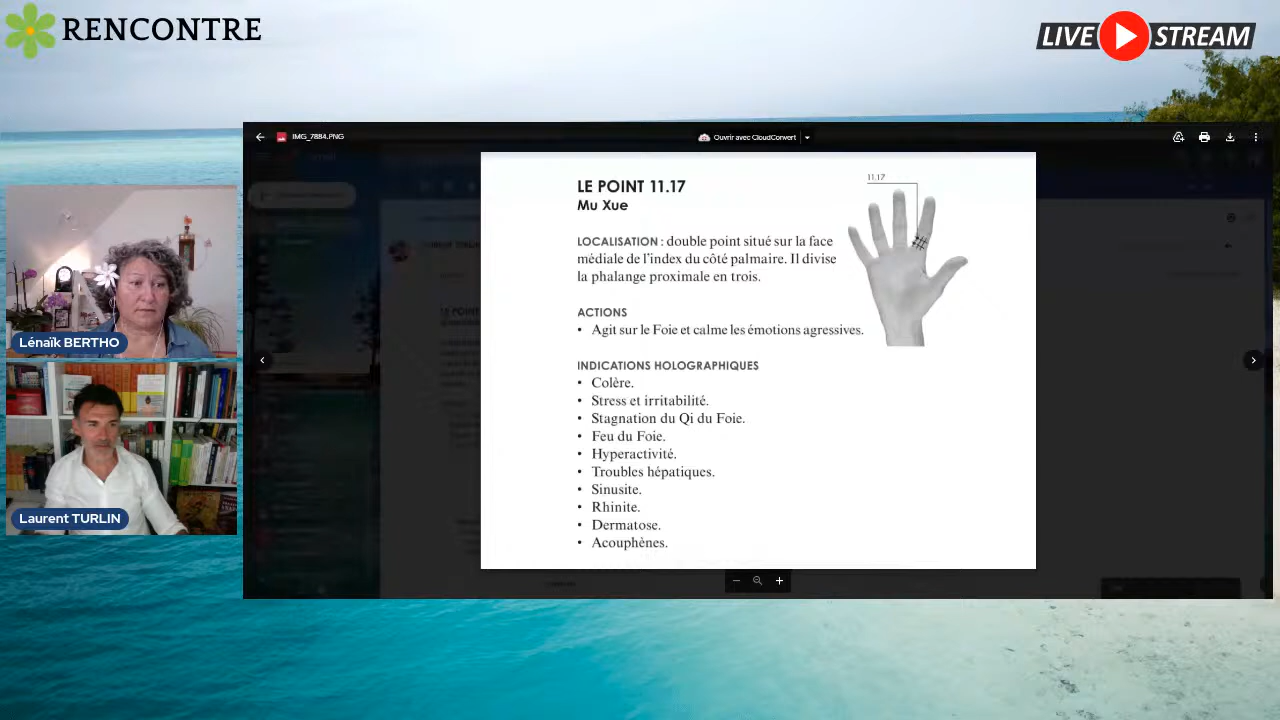 RENCONTRE
LIVE STREAM
IMG_7884.PNG
Ouvrir avec CloudConvert
LE POINT 11.17
Mu Xue
11.17
LOCALISATION : double point situé sur la face
médiale de l'index du côté palmaire. Il divise
la phalange proximale en trois.
ACTIONS
• Agit sur le Foie et calme les émotions agressives.
INDICATIONS HOLOGRAPHIQUES
• Colère.
• Stress et irritabilité.
• Stagnation du Qi du Foie.
• Feu du Foie.
• Hyperactivité.
• Troubles hépatiques.
• Sinusite.
• Rhinite.
• Dermatose.
• Acouphènes.
Lénaïk BERTHO
Laurent TURLIN